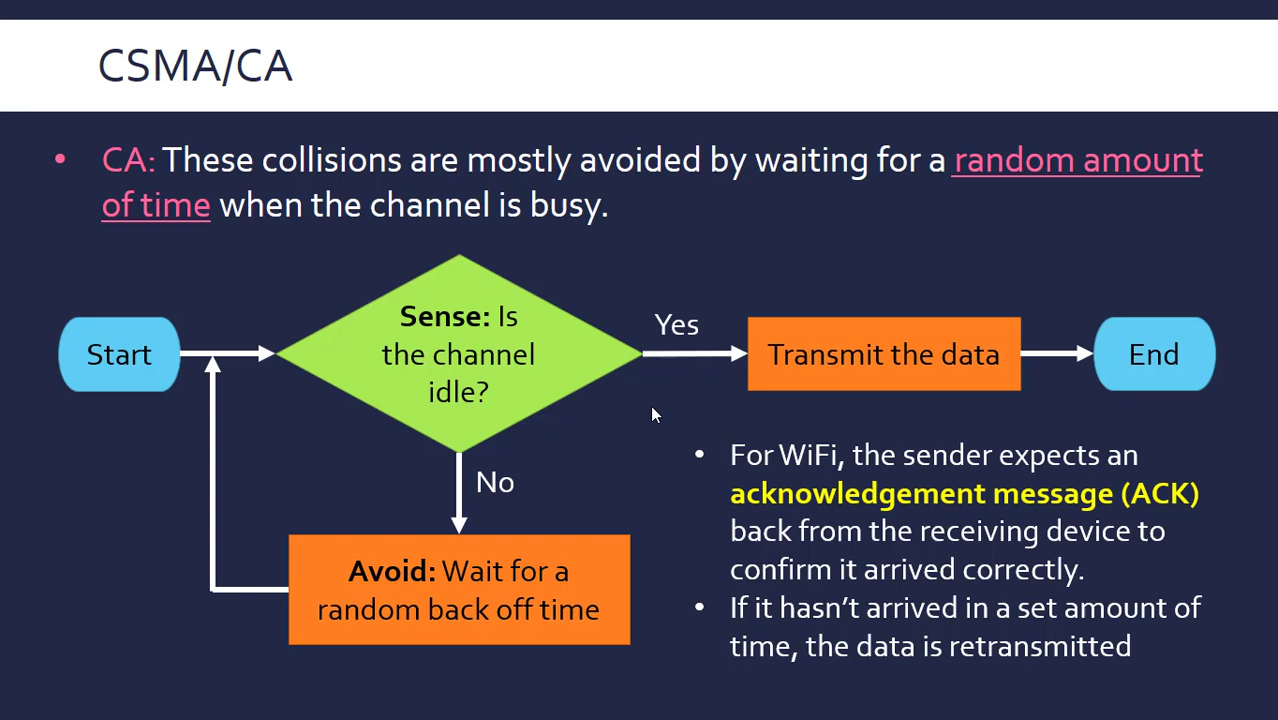 CSMA/CA
• CA: These collisions are mostly avoided by waiting for a random amount
of time when the channel is busy.
Start
Sense: Is
the channel
idle?
Yes
Transmit the data
End
No
Avoid: Wait for a
random back off time
• For WiFi, the sender expects an
acknowledgement message (ACK)
back from the receiving device to
confirm it arrived correctly.
• If it hasn't arrived in a set amount of
time, the data is retransmitted